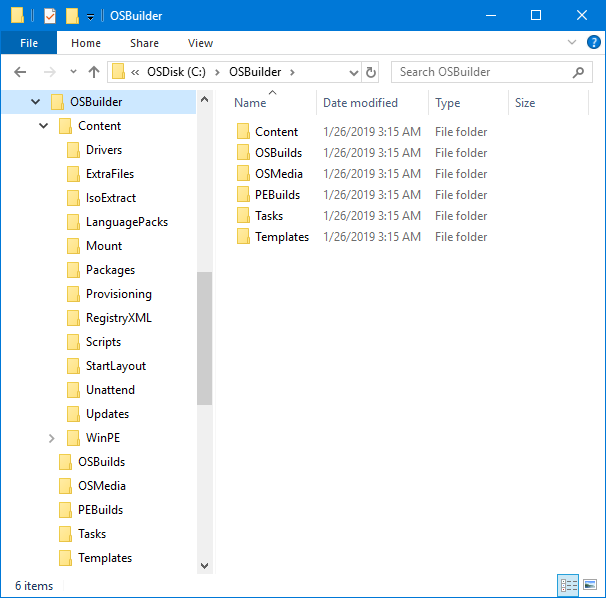 OSBuilder
File Home Share View
« OSDisk (C:) > OSBuilder > Search OSBuilder
OSBuilder
Content
Drivers
ExtraFiles
IsoExtract
LanguagePacks
Mount
Packages
Provisioning
RegistryXML
Scripts
StartLayout
Unattend
Updates
WinPE
OSBuilds
OSMedia
PEBuilds
Tasks
Templates
Name Date modified Type Size
Content 1/26/2019 3:15 AM File folder
OSBuilds 1/26/2019 3:15 AM File folder
OSMedia 1/26/2019 3:15 AM File folder
PEBuilds 1/26/2019 3:15 AM File folder
Tasks 1/26/2019 3:15 AM File folder
Templates 1/26/2019 3:15 AM File folder
6 items